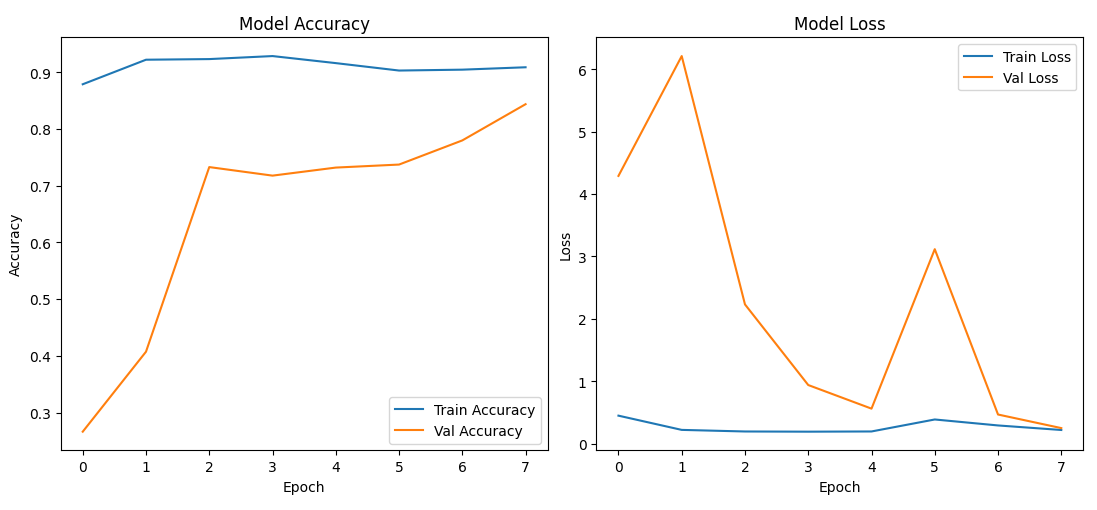 Model Accuracy
0.9
0.8
0.7
0.6
0.5
0.4
0.3
Accuracy
0 1 2 3 4 5 6 7
Epoch
Train Accuracy
Val Accuracy
Model Loss
6
5
4
3
2
1
0
Loss
0 1 2 3 4 5 6 7
Epoch
Train Loss
Val Loss